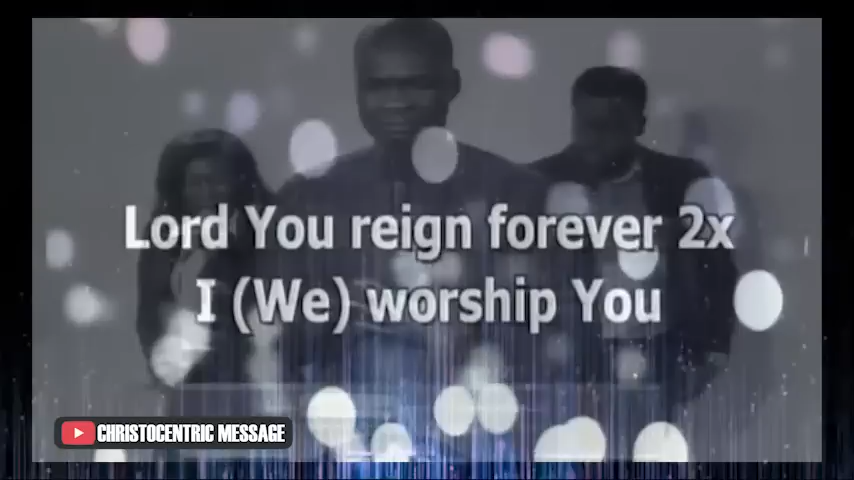 Lord You reign forever 2x
I (We) worship You
CHRISTOCENTRIC MESSAGE